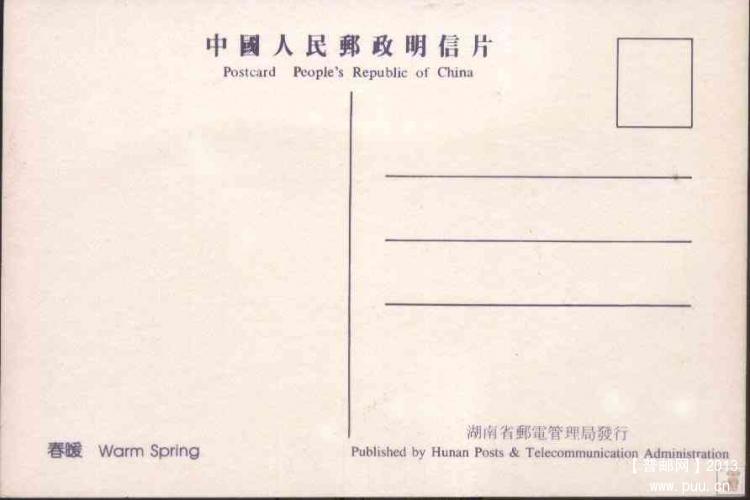 中國人民郵政明信片
Postcard People's Republic of China
春暖 Warm Spring
湖南省郵電管理局發行
Published by Hunan Posts & Telecommunication Administration
【普邮网】2013
www.puu.cn